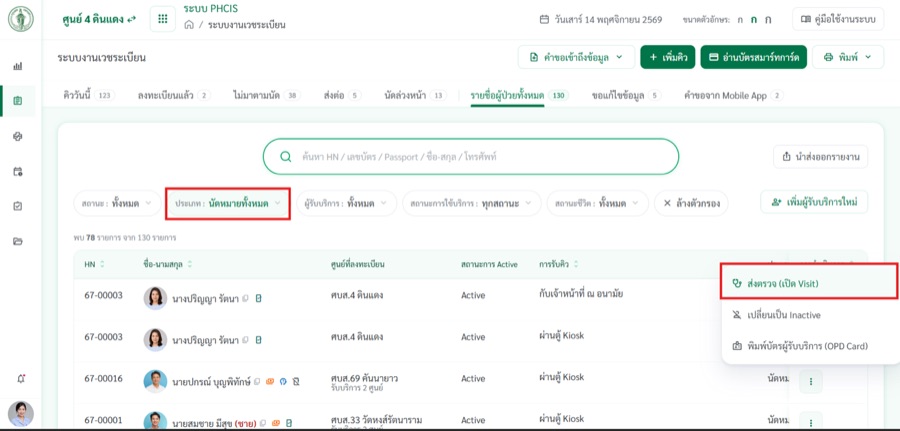 ศูนย์ 4 ดินแดง
ระบบ PHCIS
/ ระบบงานเวชระเบียน
วันเสาร์ 14 พฤศจิกายน 2569
ขนาดตัวอักษร: ก ก ก
คู่มือใช้งานระบบ
ระบบงานเวชระเบียน
คำขอเข้าถึงข้อมูล
+ เพิ่มคิว
อ่านบัตรสมาร์ทการ์ด
พิมพ์
คิววันนี้ 123
ลงทะเบียนแล้ว 2
ไม่มาตามนัด 38
ส่งต่อ 5
นัดล่วงหน้า 13
รายชื่อผู้ป่วยทั้งหมด 130
ขอแก้ไขข้อมูล 5
คำขอจาก Mobile App 2
ค้นหา HN / เลขบัตร / Passport / ชื่อ-สกุล / โทรศัพท์
นำส่งออกรายงาน
สถานะ : ทั้งหมด
ประเภท : นัดหมายทั้งหมด
ผู้รับบริการ : ทั้งหมด
สถานะการใช้บริการ : ทุกสถานะ
สถานะชีวิต : ทั้งหมด
× ล้างตัวกรอง
เพิ่มผู้รับบริการใหม่
พบ 78 รายการ จาก 130 รายการ
HN ชื่อ-นามสกุล ศูนย์ที่ลงทะเบียน สถานะการ Active การรับคิว
67-00003 นางปริญญา รัตนา ศบส.4 ดินแดง Active กับเจ้าหน้าที่ ณ อนามัย
67-00003 นางปริญญา รัตนา ศบส.4 ดินแดง Active ผ่านตู้ Kiosk
67-00016 นายปกรณ์ บุญพิทักษ์ ศบส.69 คันนายาว Active ผ่านตู้ Kiosk นัดหม
รับบริการ 2 ศูนย์
67-00001 นายสมชาย มีสุข (ชาย) ศบส.33 วัดหงส์รัตนาราม Active ผ่านตู้ Kiosk นัดหม
รับบริการ 2 ศูนย์
ส่งตรวจ (เปิด Visit)
เปลี่ยนเป็น Inactive
พิมพ์บัตรผู้รับบริการ (OPD Card)